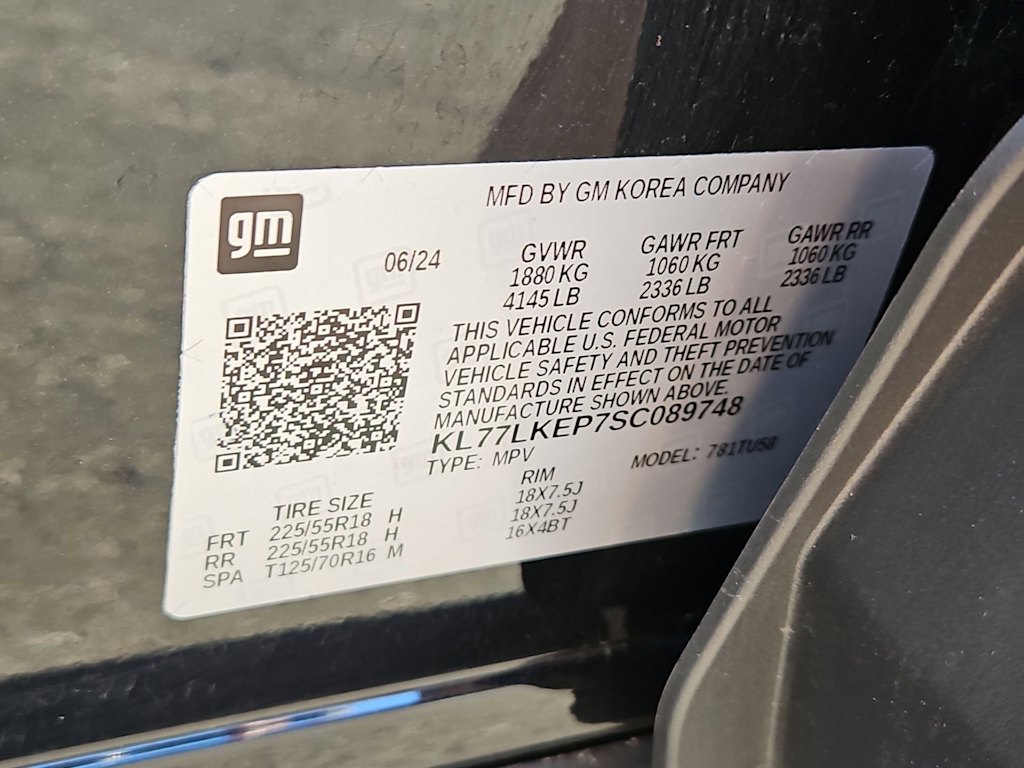 gm
MFD BY GM KOREA COMPANY
06/24
GVWR GAWR FRT GAWR RR
1880 KG 1060 KG 1060 KG
4145 LB 2336 LB 2336 LB
THIS VEHICLE CONFORMS TO ALL
APPLICABLE U.S. FEDERAL MOTOR
VEHICLE SAFETY AND THEFT PREVENTION
STANDARDS IN EFFECT ON THE DATE OF
MANUFACTURE SHOWN ABOVE.
KL77LKEP7SC089748
TYPE: MPV MODEL: 781TU58
TIRE SIZE RIM
FRT 225/55R18 H 18X7.5J
RR 225/55R18 H 18X7.5J
SPA T125/70R16 M 16X4BT